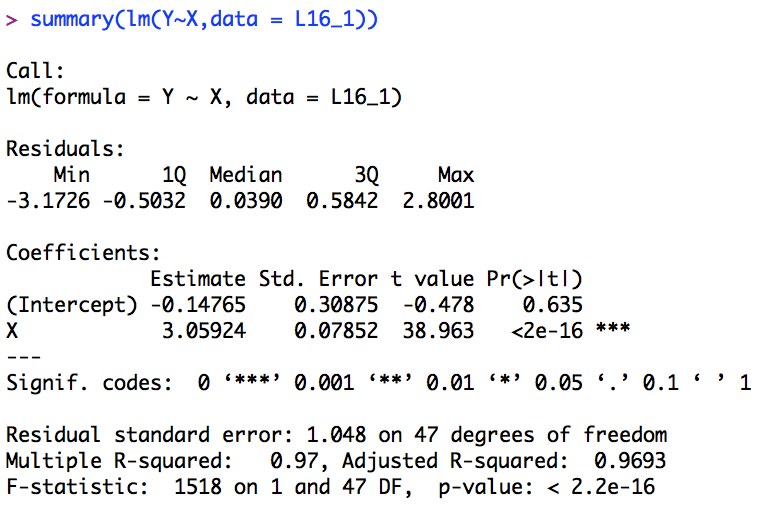 > summary(lm(Y~X,data = L16_1))
Call:
lm(formula = Y ~ X, data = L16_1)
Residuals:
    Min      1Q  Median      3Q     Max
-3.1726 -0.5032  0.0390  0.5842  2.8001
Coefficients:
            Estimate Std. Error t value Pr(>|t|)
(Intercept) -0.14765    0.30875  -0.478    0.635
X            3.05924    0.07852  38.963   <2e-16 ***
---
Signif. codes:  0 ‘***’ 0.001 ‘**’ 0.01 ‘*’ 0.05 ‘.’ 0.1 ‘ ’ 1
Residual standard error: 1.048 on 47 degrees of freedom
Multiple R-squared:   0.97, Adjusted R-squared:  0.9693
F-statistic:  1518 on 1 and 47 DF,  p-value: < 2.2e-16